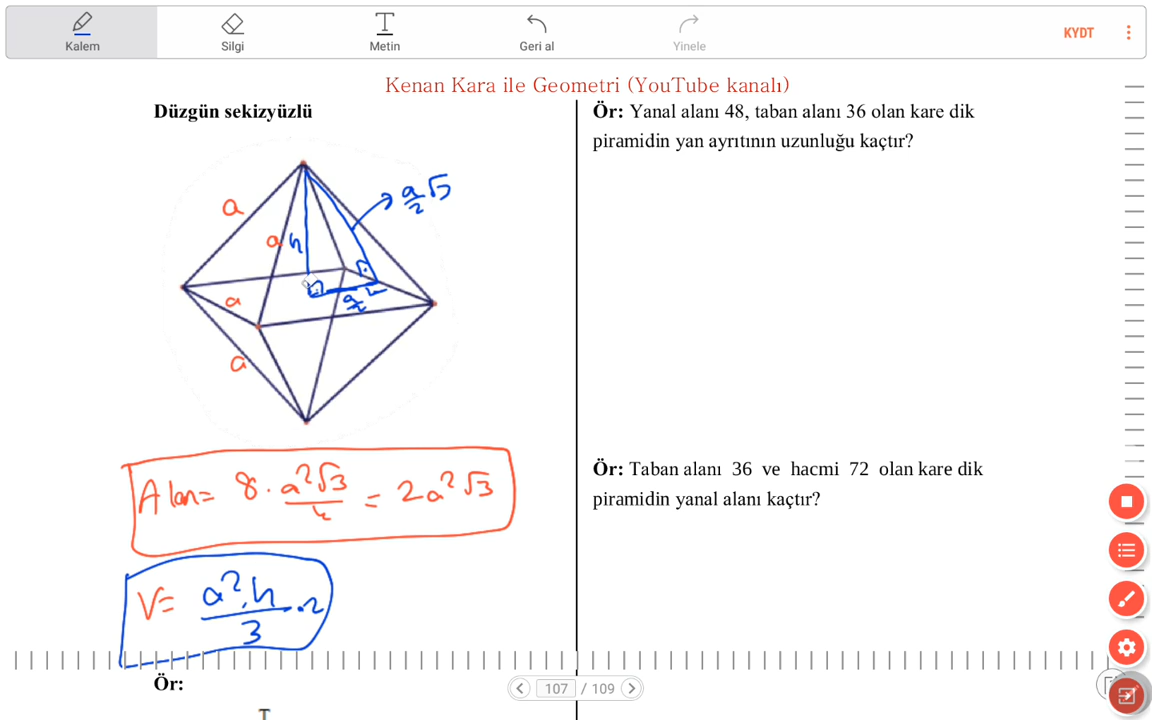 Kalem
Silgi
Metin
Geri al
Yinele
KYDT
Kenan Kara ile Geometri (YouTube kanalı)
Düzgün sekizyüzlü
a
a/2 √3
a
h
a
a/2
a
Alan = 8 · a²√3/4 = 2a²√3
V = a².h/3 .2
Ör:
Ör: Yanal alanı 48, taban alanı 36 olan kare dik
piramidin yan ayrıtının uzunluğu kaçtır?
Ör: Taban alanı 36 ve hacmi 72 olan kare dik
piramidin yanal alanı kaçtır?
107 / 109